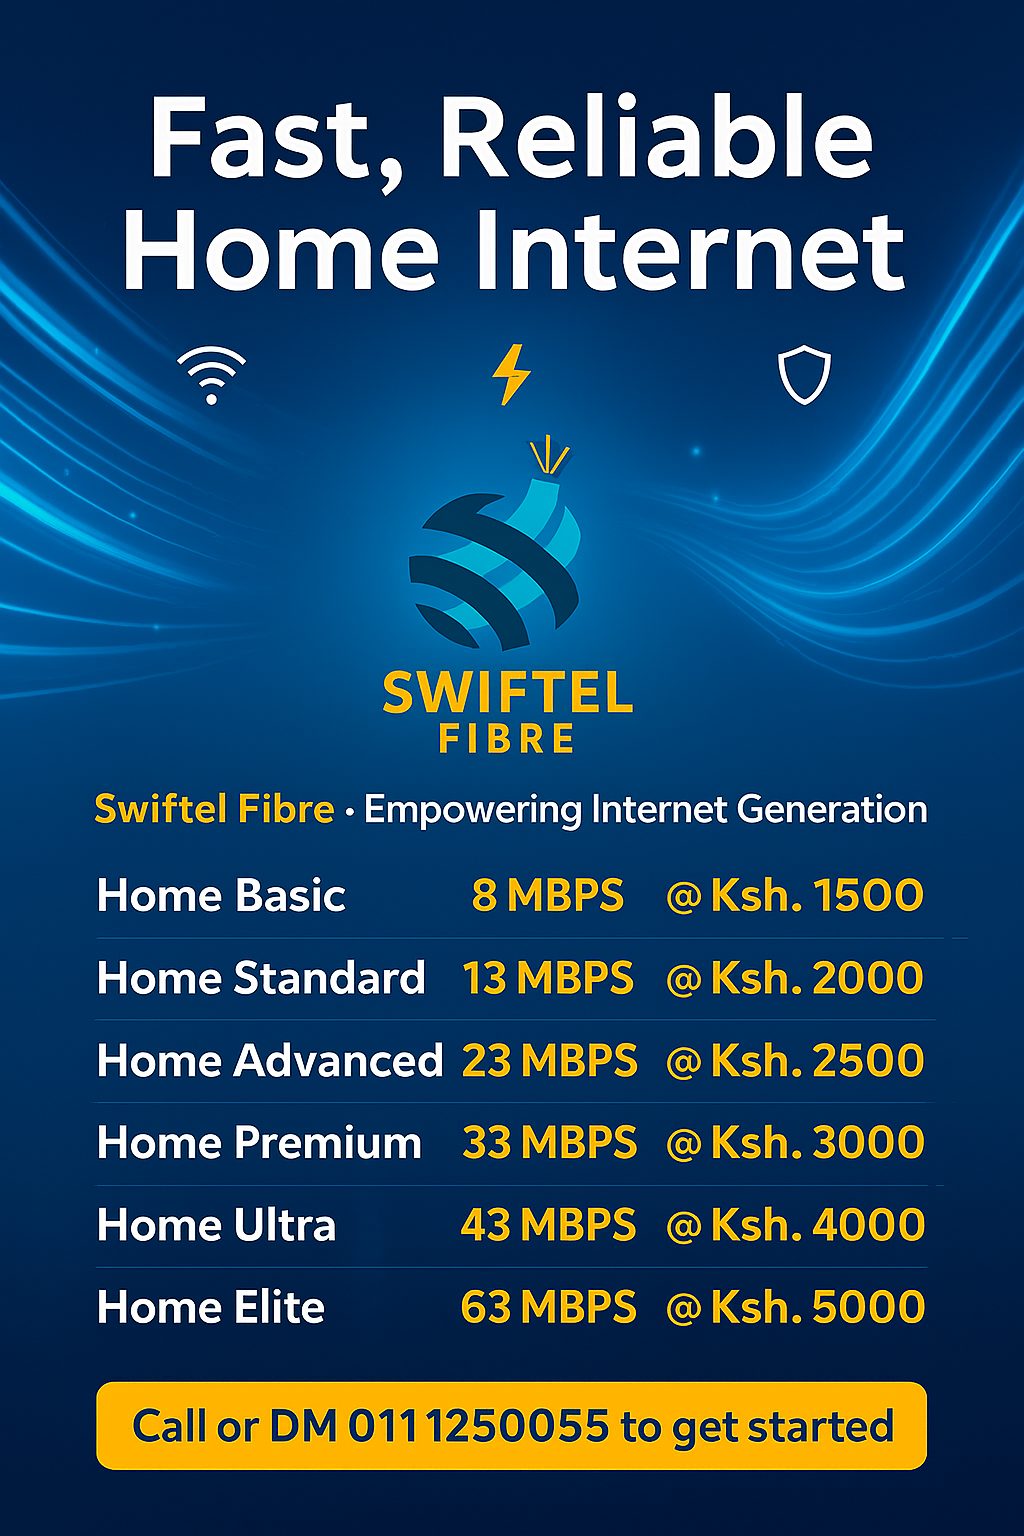 Fast, Reliable
Home Internet
SWIFTEL
FIBRE
Swiftel Fibre · Empowering Internet Generation
Home Basic 8 MBPS @ Ksh. 1500
Home Standard 13 MBPS @ Ksh. 2000
Home Advanced 23 MBPS @ Ksh. 2500
Home Premium 33 MBPS @ Ksh. 3000
Home Ultra 43 MBPS @ Ksh. 4000
Home Elite 63 MBPS @ Ksh. 5000
Call or DM 011 1250055 to get started